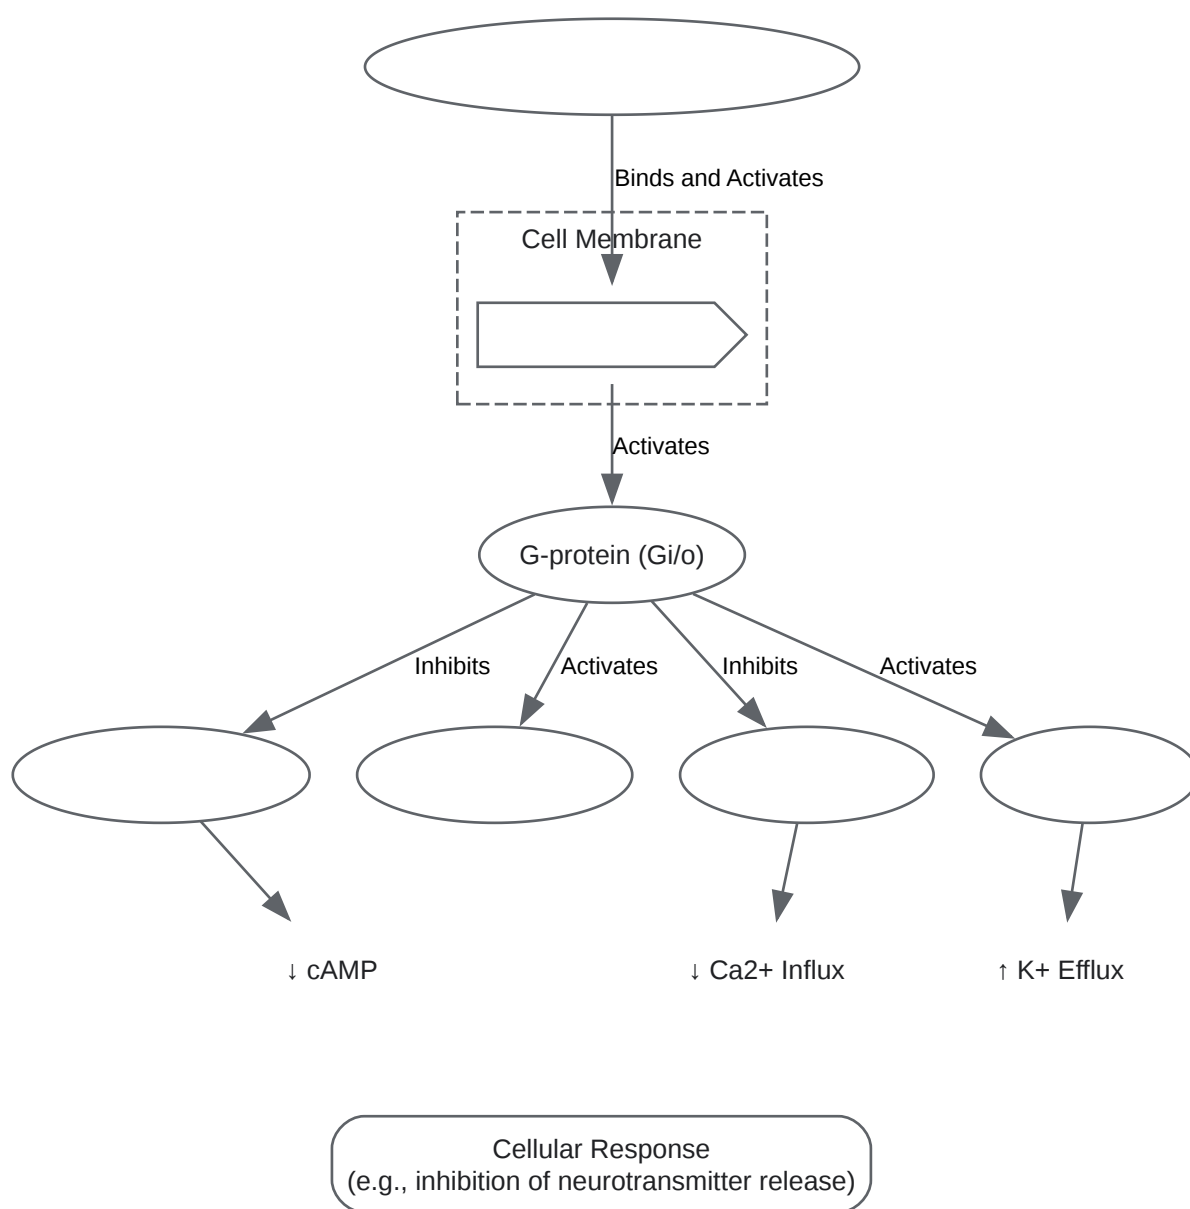 Binds and Activates
Cell Membrane
Activates
G-protein (Gi/o)
Inhibits
Activates
Inhibits
Activates
↓ cAMP
↓ Ca2+ Influx
↑ K+ Efflux
Cellular Response
(e.g., inhibition of neurotransmitter release)